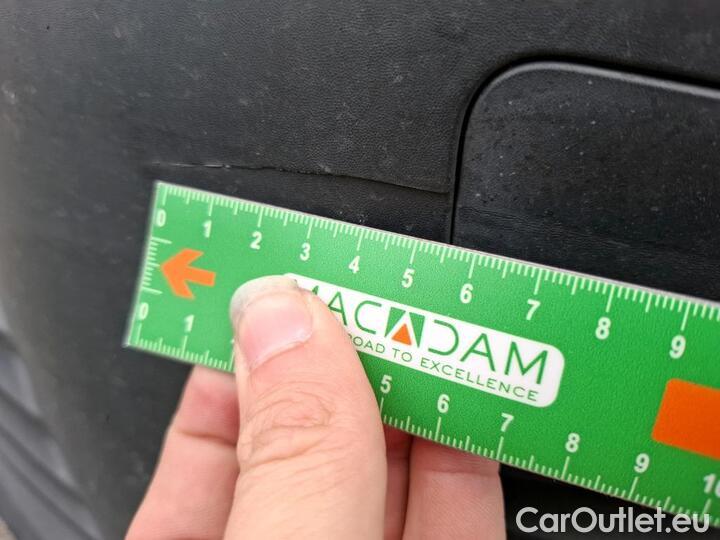 0 1 2 3 4 5 6 7 8 9
MACADAM
ROAD TO EXCELLENCE
0 1 5 6 7 8 9 10
CarOutlet.eu